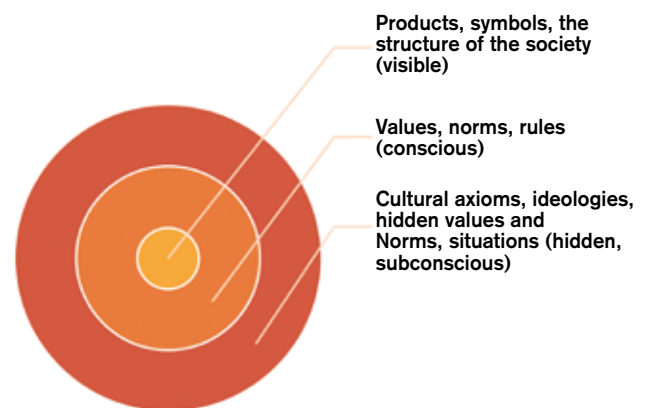 Products, symbols, the
structure of the society
(visible)
Values, norms, rules
(conscious)
Cultural axioms, ideologies,
hidden values and
Norms, situations (hidden,
subconscious)